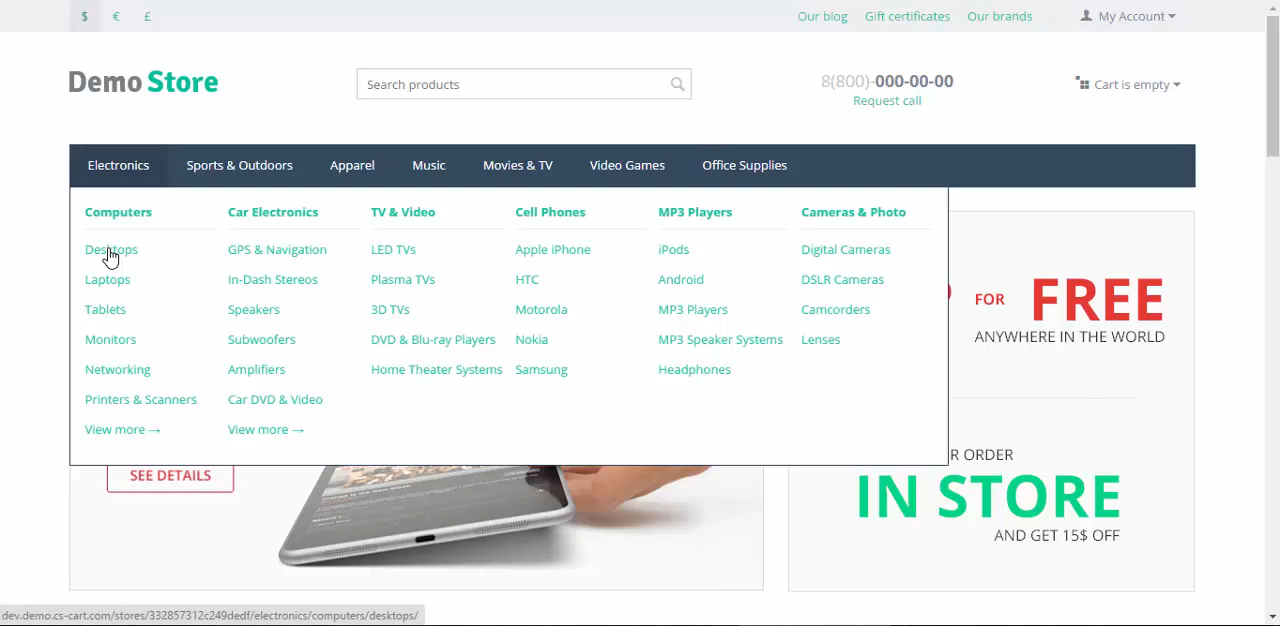 $ € £ Our blog Gift certificates Our brands My Account
Demo Store Search products 8(800)-000-00-00 Cart is empty
Request call
Electronics Sports & Outdoors Apparel Music Movies & TV Video Games Office Supplies
Computers Car Electronics TV & Video Cell Phones MP3 Players Cameras & Photo
Desktops GPS & Navigation LED TVs Apple iPhone iPods Digital Cameras
Laptops In-Dash Stereos Plasma TVs HTC Android DSLR Cameras
Tablets Speakers 3D TVs Motorola MP3 Players Camcorders
Monitors Subwoofers DVD & Blu-ray Players Nokia MP3 Speaker Systems Lenses
Networking Amplifiers Home Theater Systems Samsung Headphones
Printers & Scanners Car DVD & Video
View more → View more →
FOR FREE
ANYWHERE IN THE WORLD
R ORDER
IN STORE
AND GET 15$ OFF
SEE DETAILS
dev.demo.cs-cart.com/stores/332857312c249dedf/electronics/computers/desktops/